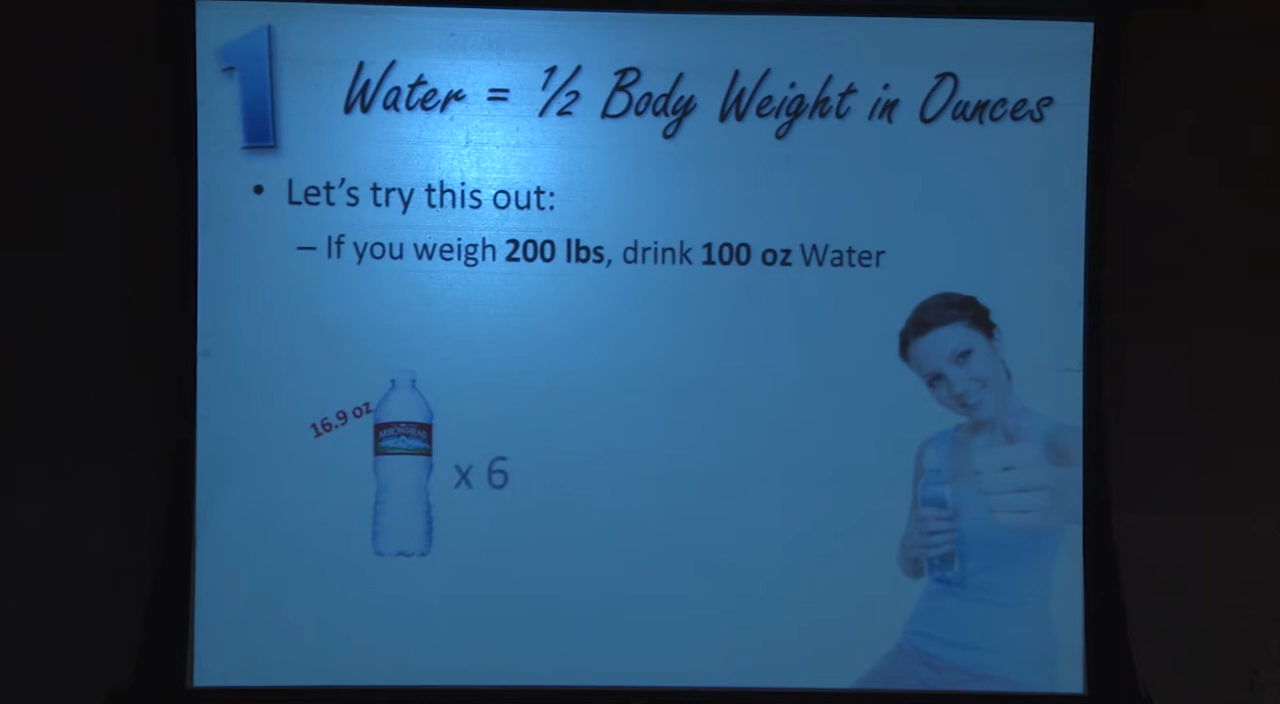 1
Water = ½ Body Weight in Ounces
• Let's try this out:
– If you weigh 200 lbs, drink 100 oz Water
16.9 oz
ARROWHEAD
x 6